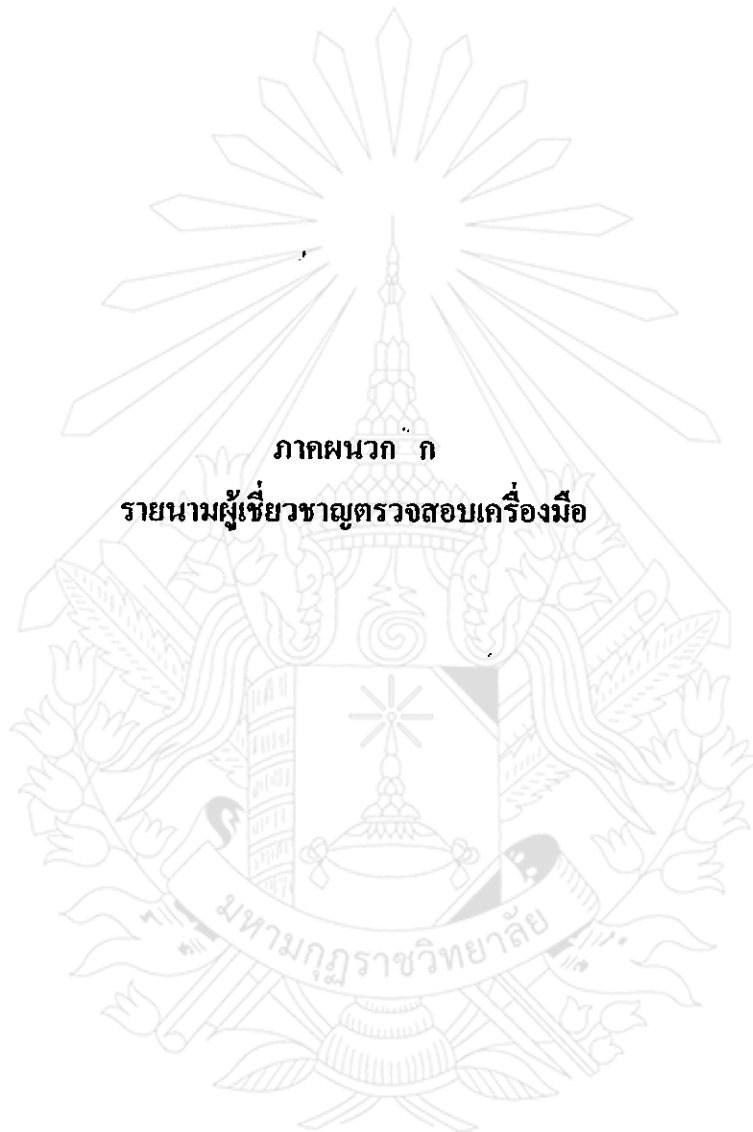 ภาคผนวก ก
รายนามผู้เชี่ยวชาญตรวจสอบเครื่องมือ
มหามกุฏราชวิทยาลัย